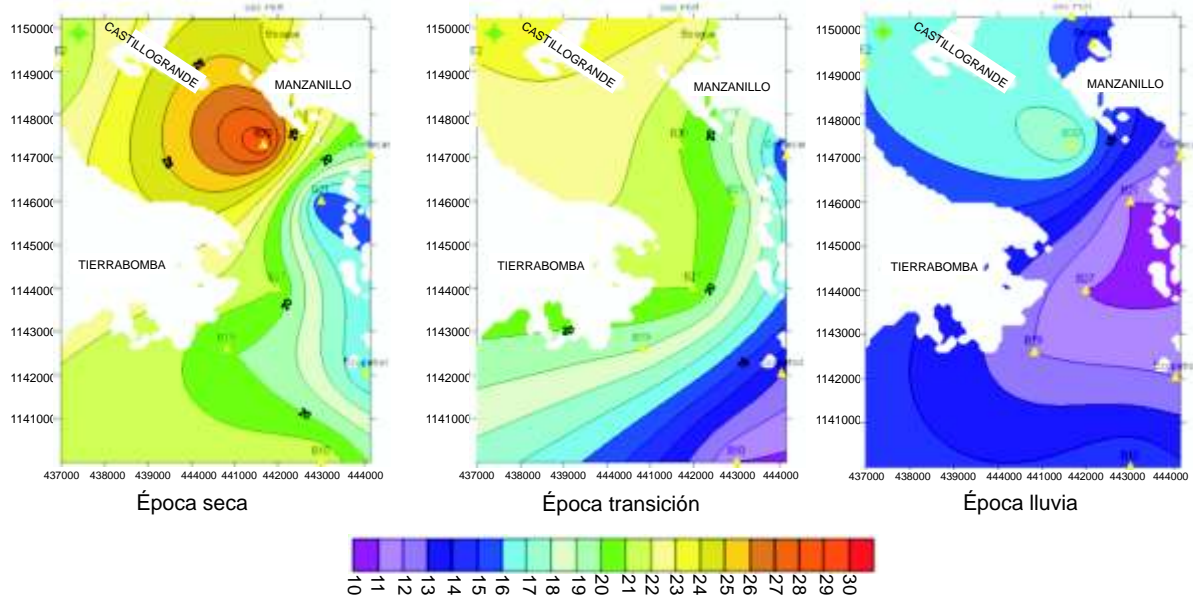 CASTILLOGRANDE
MANZANILLO
TIERRABOMBA
1150000
1149000
1148000
1147000
1146000
1145000
1144000
1143000
1142000
1141000
437000 438000 439000 440000 441000 442000 443000 444000
Época seca
CASTILLOGRANDE
MANZANILLO
TIERRABOMBA
1150000
1149000
1148000
1147000
1146000
1145000
1144000
1143000
1142000
1141000
437000 438000 439000 440000 441000 442000 443000 444000
Época transición
CASTILLOGRANDE
MANZANILLO
TIERRABOMBA
1150000
1149000
1148000
1147000
1146000
1145000
1144000
1143000
1142000
1141000
437000 438000 439000 440000 441000 442000 443000 444000
Época lluvia
10 11 12 13 14 15 16 17 18 19 20 21 22 23 24 25 26 27 28 29 30